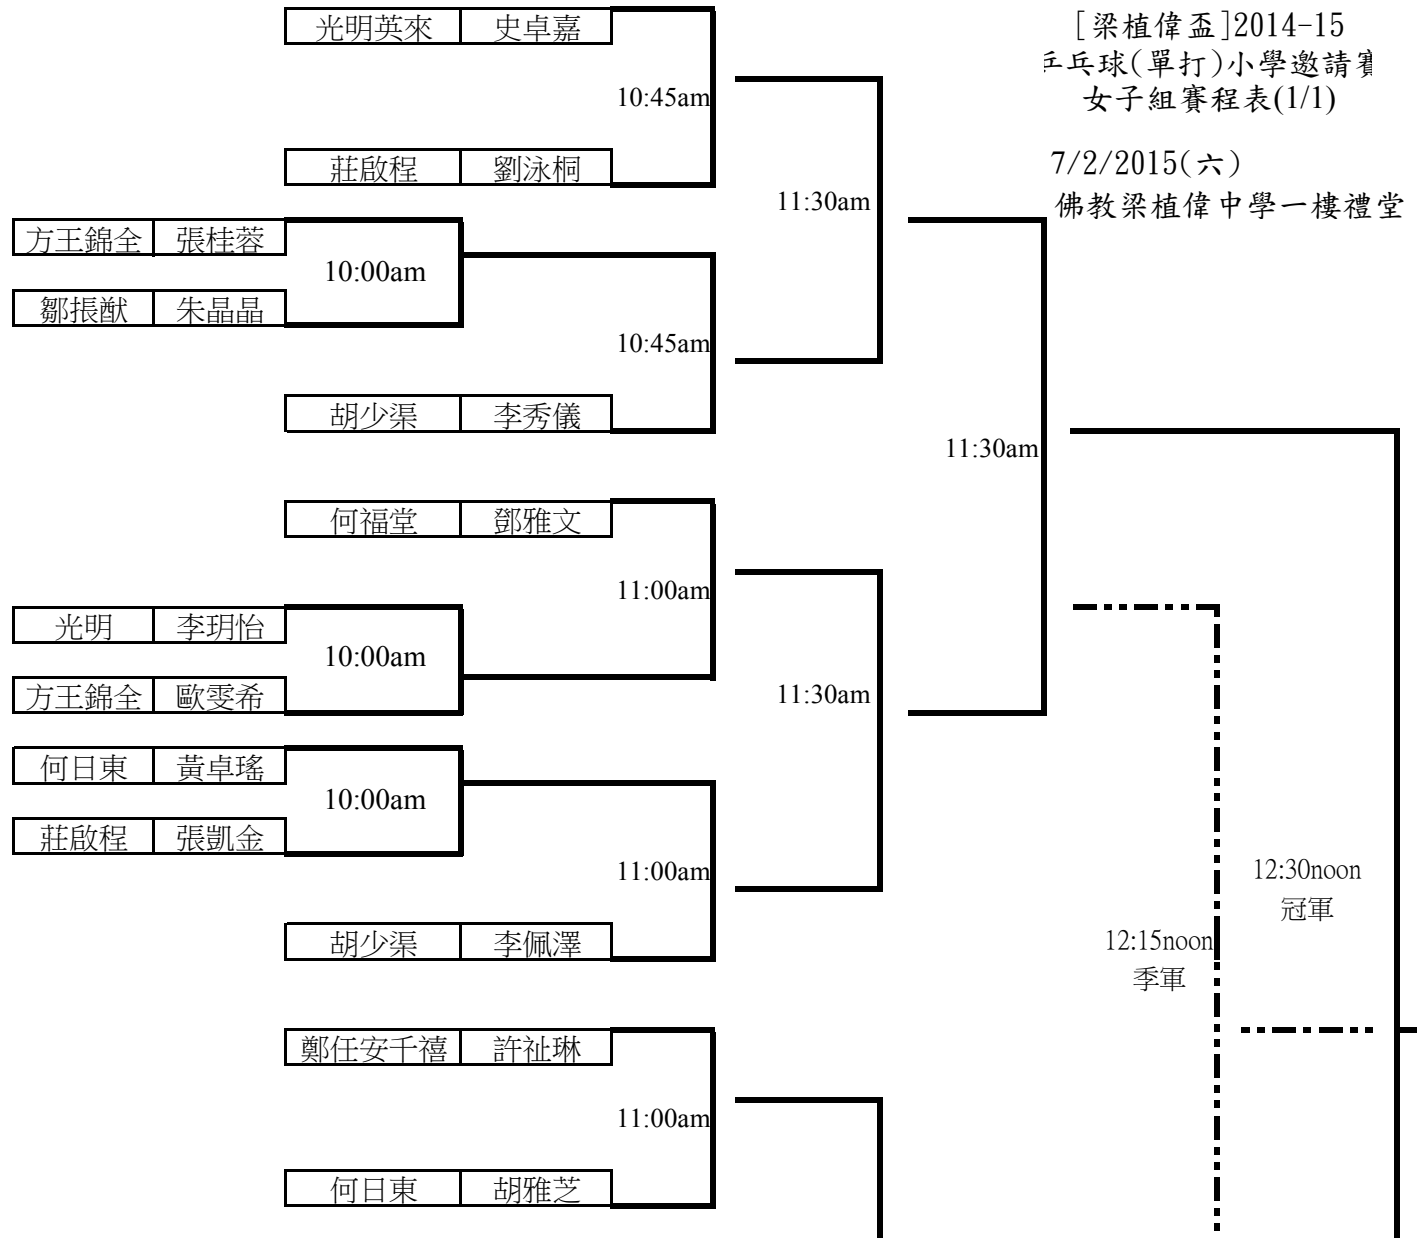 [梁植偉盃]2014-15
乒乓球(單打)小學邀請賽
女子組賽程表(1/1)
7/2/2015(六)
佛教梁植偉中學一樓禮堂
光明英來 史卓嘉
10:45am
莊啟程 劉泳桐
11:30am
方王錦全 張桂蓉
10:00am
鄒振猷 朱晶晶
10:45am
胡少渠 李秀儀
11:30am
何福堂 鄧雅文
11:00am
光明 李玥怡
10:00am
方王錦全 歐雯希
11:30am
何日東 黃卓瑤
10:00am
莊啟程 張凱金
11:00am
12:30noon
冠軍
胡少渠 李佩澤
12:15noon
季軍
鄭任安千禧 許祉琳
11:00am
何日東 胡雅芝